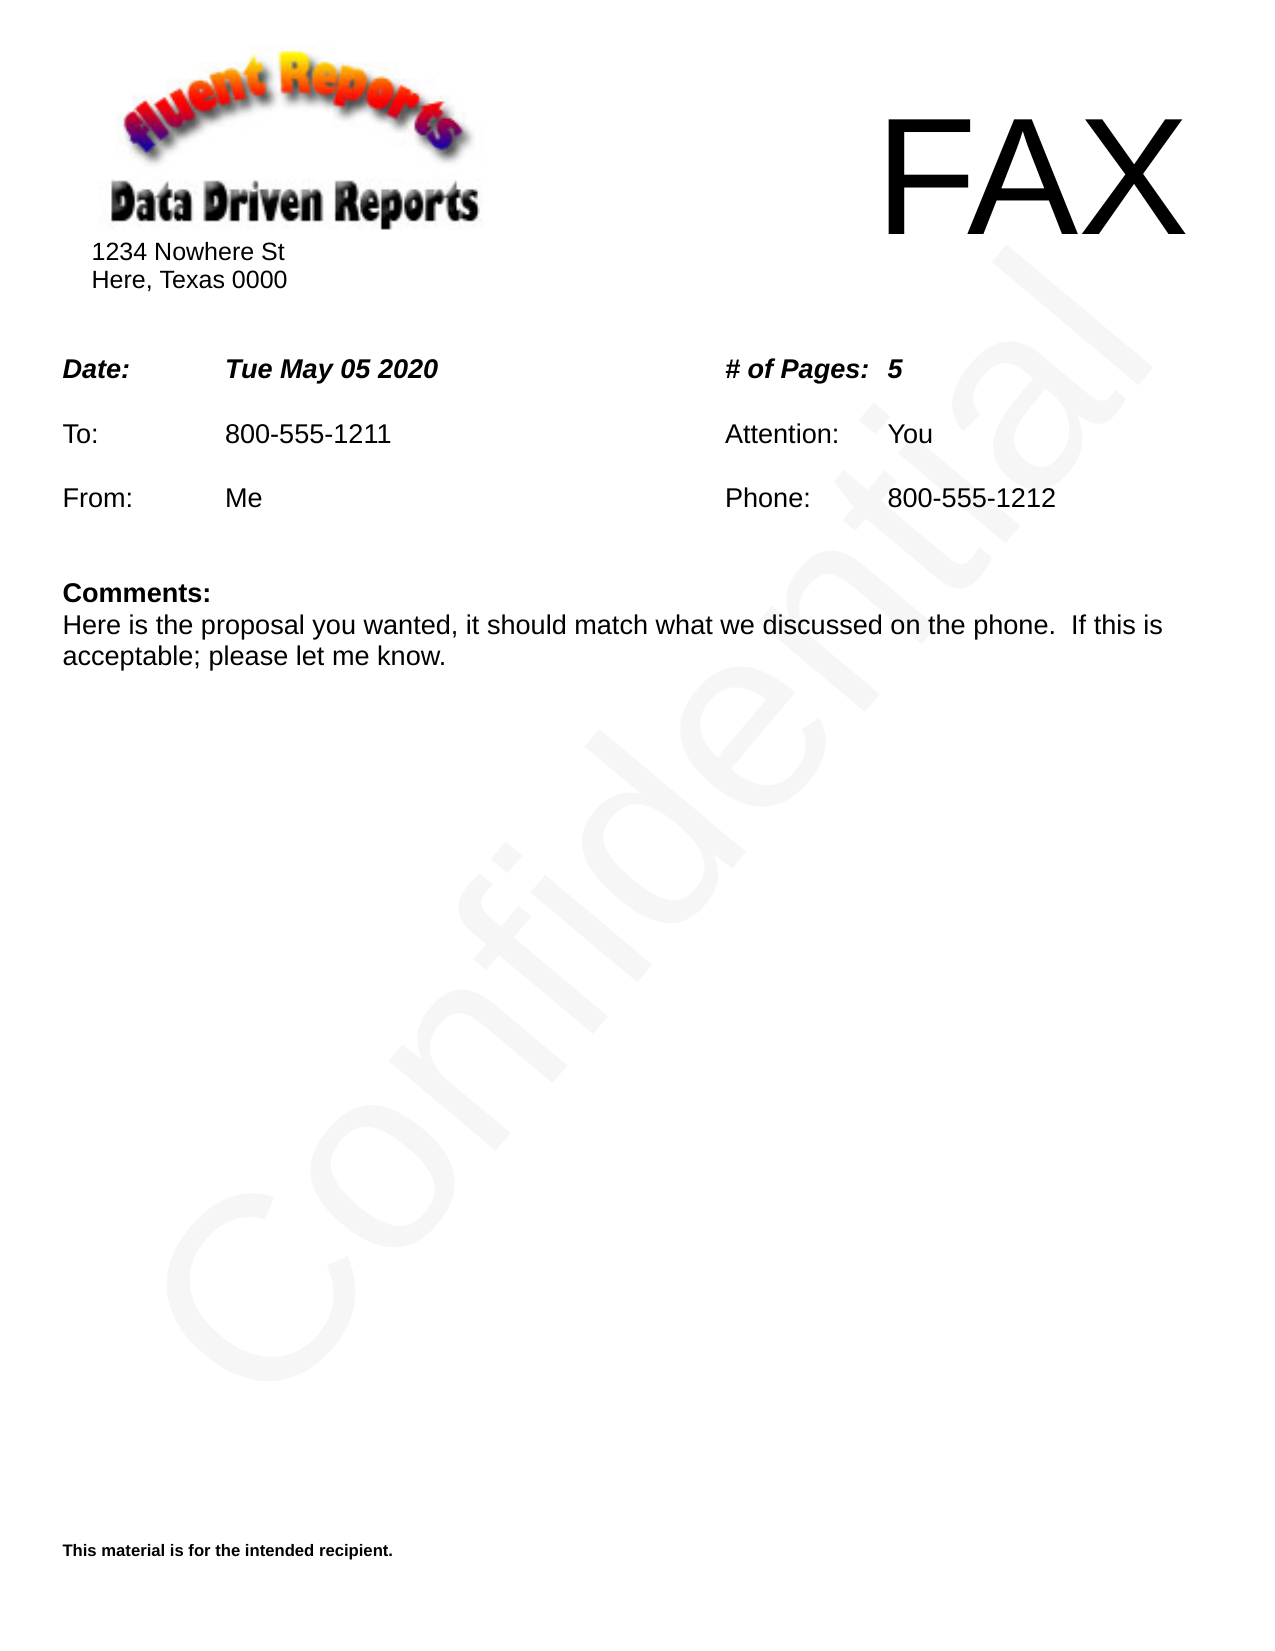 fluent Reports
Data Driven Reports
FAX
1234 Nowhere St
Here, Texas 0000
Date: Tue May 05 2020 # of Pages: 5
To: 800-555-1211 Attention: You
From: Me Phone: 800-555-1212
Comments:
Here is the proposal you wanted, it should match what we discussed on the phone.  If this is
acceptable; please let me know.
Confidential
This material is for the intended recipient.